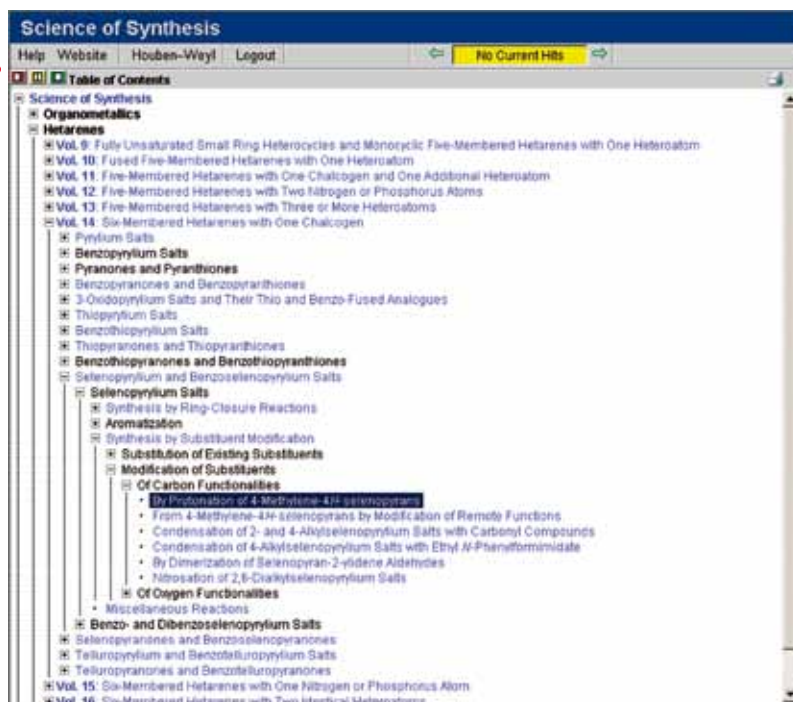 Science of Synthesis
Help Website Houben-Weyl Logout No Current Hits
Table of Contents
Science of Synthesis
Organometallics
Hetarenes
Vol. 9: Fully Unsaturated Small Ring Heterocycles and Monocyclic Five-Membered Hetarenes with One Heteroatom
Vol. 10: Fused Five-Membered Hetarenes with One Heteroatom
Vol. 11: Five-Membered Hetarenes with One Chalcogen and One Additional Heteroatom
Vol. 12: Five-Membered Hetarenes with Two Nitrogen or Phosphorus Atoms
Vol. 13: Five-Membered Hetarenes with Three or More Heteroatoms
Vol. 14: Six-Membered Hetarenes with One Chalcogen
Pyrylium Salts
Benzopyrylium Salts
Pyranones and Pyranthiones
Benzopyranones and Benzopyranthiones
3-Oxidopyrylium Salts and Their Thio and Benzo-Fused Analogues
Thiopyrylium Salts
Benzothiopyrylium Salts
Thiopyranones and Thiopyranthiones
Benzothiopyranones and Benzothiopyranthiones
Selenopyrylium and Benzoselenopyrylium Salts
Selenopyrylium Salts
Synthesis by Ring-Closure Reactions
Aromatization
Synthesis by Substituent Modification
Substitution of Existing Substituents
Modification of Substituents
Of Carbon Functionalities
By Protonation of 4-Methylene-4H-selenopyrans
From 4-Methylene-4H-selenopyrans by Modification of Remote Functions
Condensation of 2- and 4-Alkylselenopyrylium Salts with Carbonyl Compounds
Condensation of 4-Alkylselenopyrylium Salts with Ethyl N-Phenylformimidate
By Dimerization of Selenopyran-2-ylidene Aldehydes
Nitrosation of 2,6-Dialkylselenopyrylium Salts
Of Oxygen Functionalities
Miscellaneous Reactions
Benzo- and Dibenzoselenopyrylium Salts
Selenopyranones and Benzoselenopyranones
Telluropyrylium and Benzotelluropyrylium Salts
Telluropyranones and Benzotelluropyranones
Vol. 15: Six-Membered Hetarenes with One Nitrogen or Phosphorus Atom
Vol. 16: Six-Membered Hetarenes with Two Identical Heteroatoms